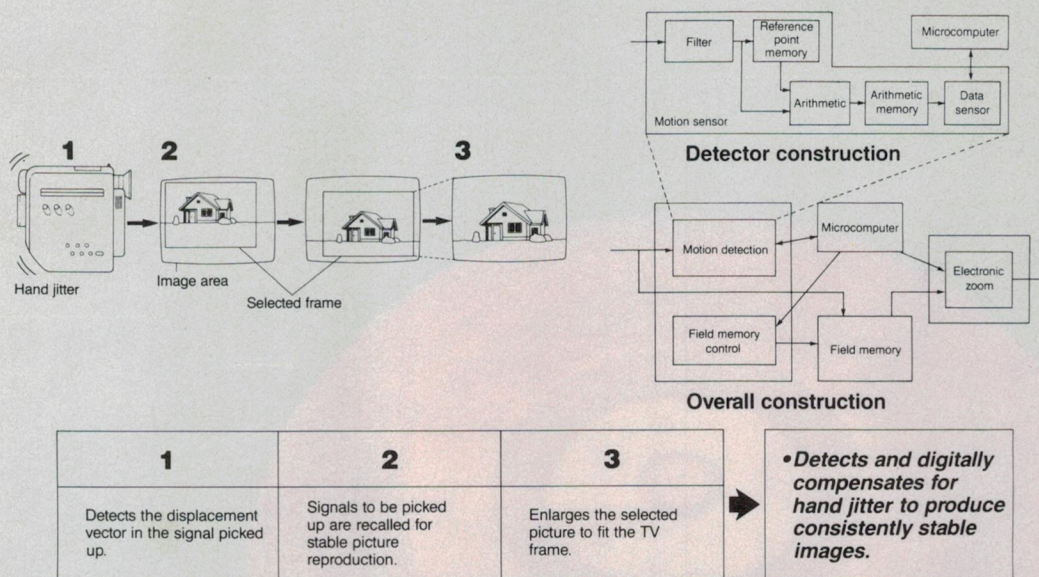 Filter
Reference
point
memory
Microcomputer
Arithmetic
Arithmetic
memory
Data
sensor
Motion sensor
Detector construction
1
2
3
Hand jitter
Image area
Selected frame
Motion detection
Microcomputer
Electronic
zoom
Field memory
control
Field memory
Overall construction
1
Detects the displacement
vector in the signal picked
up.
2
Signals to be picked
up are recalled for
stable picture
reproduction.
3
Enlarges the selected
picture to fit the TV
frame.
• Detects and digitally
compensates for
hand jitter to produce
consistently stable
images.